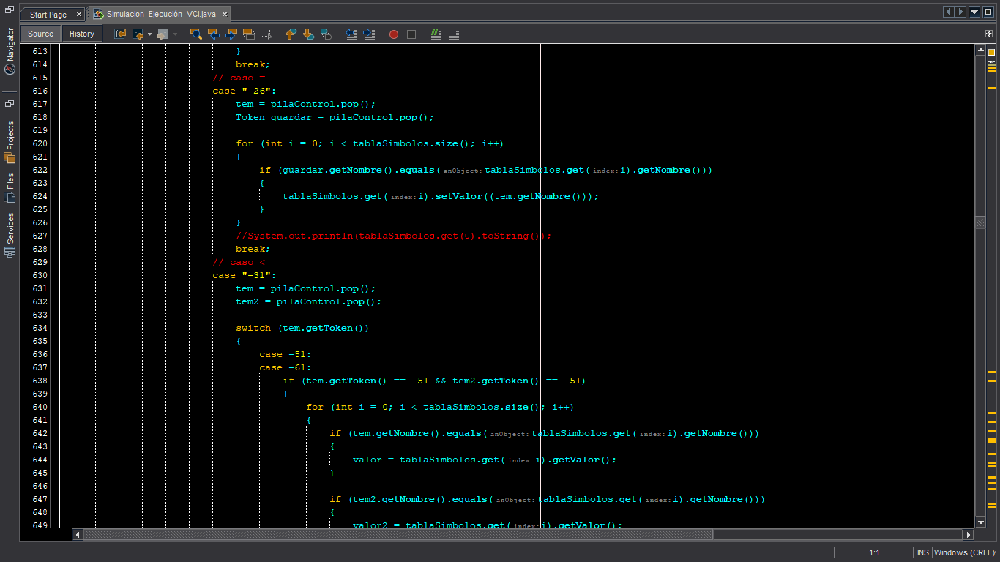 Start Page ×
Simulacion_Ejecución_VCI.java ×
Navigator
Projects
Files
Services
Source History
613 }
614 break;
615 // caso =
616 case "-26":
617 tem = pilaControl.pop();
618 Token guardar = pilaControl.pop();
619
620 for (int i = 0; i < tablaSimbolos.size(); i++)
621 {
622 if (guardar.getNombre().equals( anObject: tablaSimbolos.get( index: i).getNombre()))
623 {
624 tablaSimbolos.get( index: i).setValor((tem.getNombre()));
625 }
626 }
627 //System.out.println(tablaSimbolos.get(0).toString());
628 break;
629 // caso <
630 case "-31":
631 tem = pilaControl.pop();
632 tem2 = pilaControl.pop();
633
634 switch (tem.getToken())
635 {
636 case -51:
637 case -61:
638 if (tem.getToken() == -51 && tem2.getToken() == -51)
639 {
640 for (int i = 0; i < tablaSimbolos.size(); i++)
641 {
642 if (tem.getNombre().equals( anObject: tablaSimbolos.get( index: i).getNombre()))
643 {
644 valor = tablaSimbolos.get( index: i).getValor();
645 }
646
647 if (tem2.getNombre().equals( anObject: tablaSimbolos.get( index: i).getNombre()))
648 {
649 valor2 = tablaSimbolos.get( index: i).getValor();
1:1 INS Windows (CRLF)